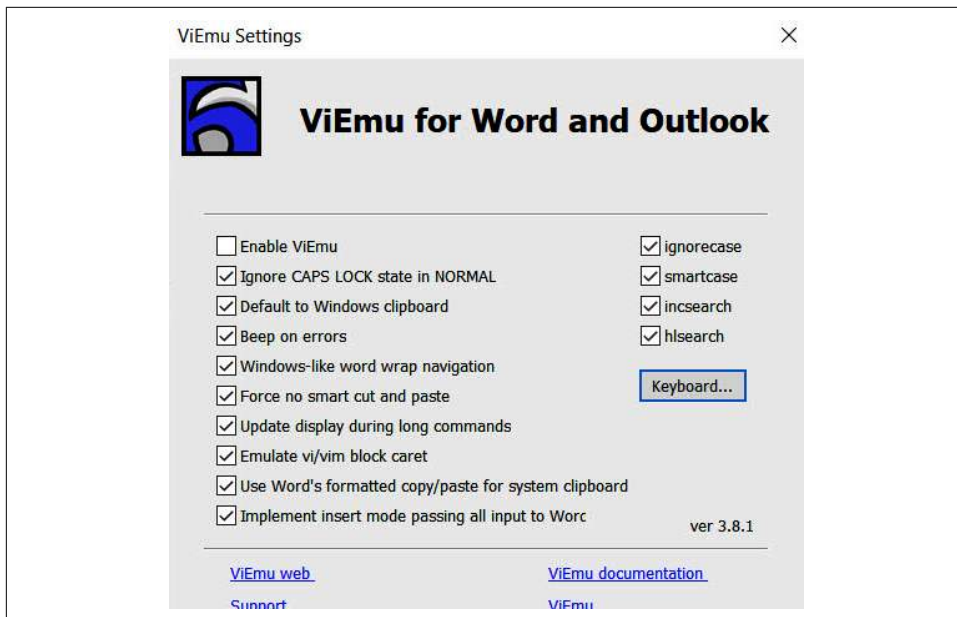 ViEmu Settings
ViEmu for Word and Outlook
Enable ViEmu
Ignore CAPS LOCK state in NORMAL
Default to Windows clipboard
Beep on errors
Windows-like word wrap navigation
Force no smart cut and paste
Update display during long commands
Emulate vi/vim block caret
Use Word's formatted copy/paste for system clipboard
Implement insert mode passing all input to Word
ignorecase
smartcase
incsearch
hlsearch
Keyboard...
ver 3.8.1
ViEmu web
ViEmu documentation
Support
ViEmu